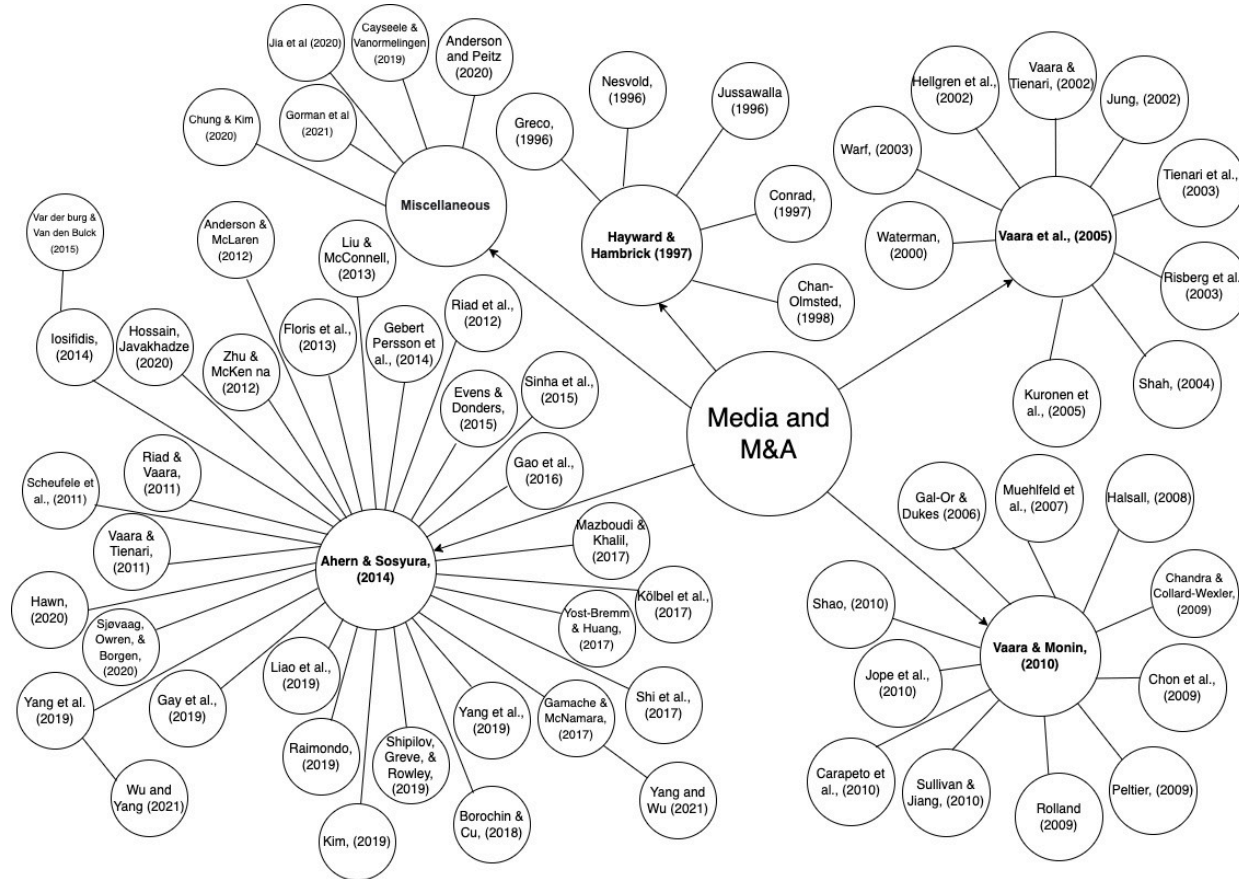 Jia et al (2020)
Cayseele &
Vanormelingen
(2019)
Anderson
and Peitz
(2020)
Chung & Kim
(2020)
Gorman et al
(2021)
Miscellaneous
Nesvold,
(1996)
Jussawalla
(1996)
Greco,
(1996)
Conrad,
(1997)
Hayward &
Hambrick (1997)
Chan-
Olmsted,
(1998)
Hellgren et al.,
(2002)
Vaara &
Tienari, (2002)
Jung, (2002)
Warf, (2003)
Tienari et al.,
(2003)
Waterman,
(2000)
Vaara et al., (2005)
Risberg et al.,
(2003)
Kuronen et
al., (2005)
Shah, (2004)
Media and
M&A
Var der burg &
Van den Bulck
(2015)
Anderson &
McLaren
(2012)
Liu &
McConnell,
(2013)
Iosifidis,
(2014)
Hossain,
Javakhadze
(2020)
Zhu &
McKen na
(2012)
Floris et al.,
(2013)
Gebert
Persson et
al., (2014)
Riad et al.,
(2012)
Evens &
Donders,
(2015)
Sinha et al.,
(2015)
Gao et al.,
(2016)
Scheufele et
al., (2011)
Riad &
Vaara,
(2011)
Vaara &
Tienari,
(2011)
Ahern & Sosyura,
(2014)
Mazboudi &
Khalil,
(2017)
Kölbel et al.,
(2017)
Yost-Bremm
& Huang,
(2017)
Hawn,
(2020)
Sjøvaag,
Owren, &
Borgen,
(2020)
Yang et al.
(2019)
Gay et al.,
(2019)
Liao et al.,
(2019)
Raimondo,
(2019)
Shipilov,
Greve, &
Rowley,
(2019)
Yang et al.,
(2019)
Gamache &
McNamara,
(2017)
Shi et al.,
(2017)
Wu and
Yang (2021)
Kim, (2019)
Borochin &
Cu, (2018)
Yang and
Wu (2021)
Gal-Or &
Dukes
(2006)
Muehlfeld et
al., (2007)
Halsall, (2008)
Shao, (2010)
Chandra &
Collard-Wexler,
(2009)
Vaara & Monin,
(2010)
Jope et al.,
(2010)
Chon et al.,
(2009)
Carapeto et
al., (2010)
Sullivan &
Jiang, (2010)
Rolland
(2009)
Peltier, (2009)